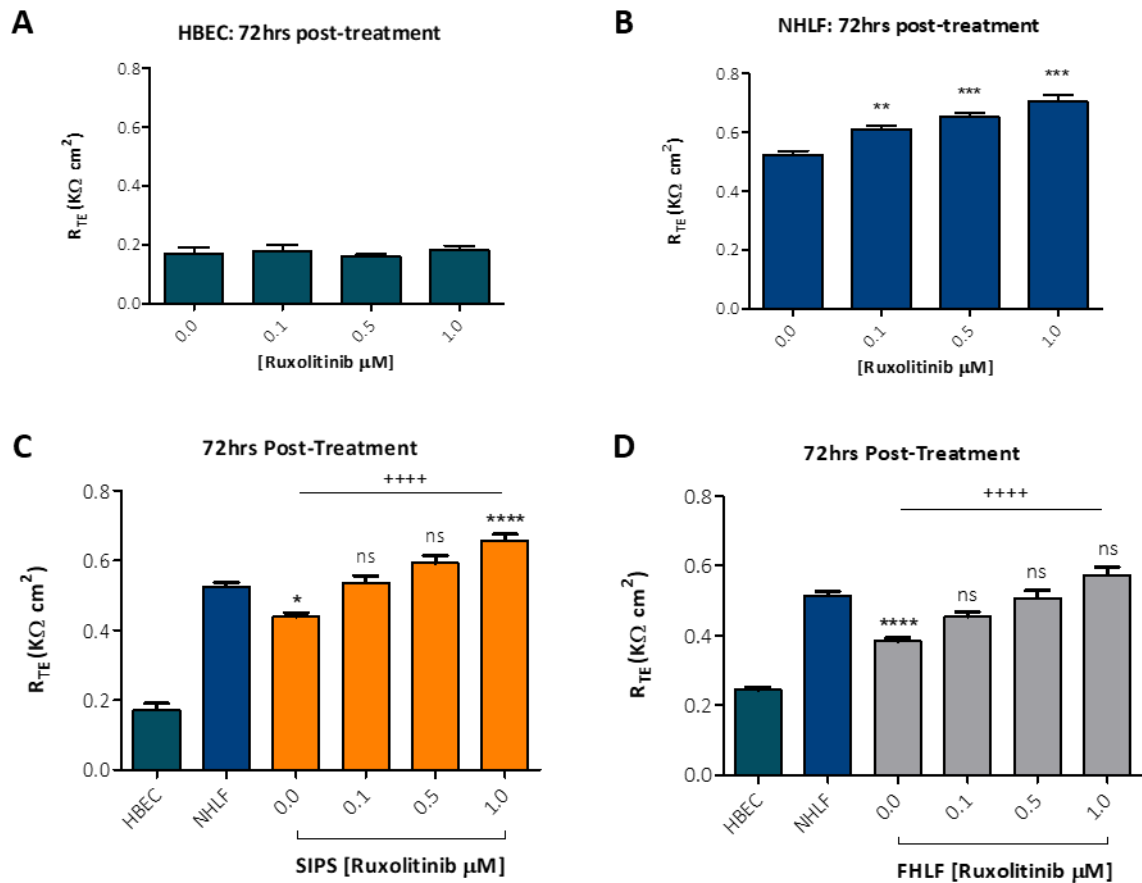 A
HBEC: 72hrs post-treatment
R_TE (KΩ cm²)
0.8
0.6
0.4
0.2
0.0
0.0 0.1 0.5 1.0
[Ruxolitinib μM]
B
NHLF: 72hrs post-treatment
R_TE (KΩ cm²)
0.8
0.6
0.4
0.2
0.0
** *** ***
0.0 0.1 0.5 1.0
[Ruxolitinib μM]
C
72hrs Post-Treatment
R_TE (KΩ cm²)
0.8
0.6
0.4
0.2
0.0
++++
* ns ns ****
HBEC NHLF 0.0 0.1 0.5 1.0
SIPS [Ruxolitinib μM]
D
72hrs Post-Treatment
R_TE (KΩ cm²)
0.8
0.6
0.4
0.2
0.0
++++
**** ns ns ns
HBEC NHLF 0.0 0.1 0.5 1.0
FHLF [Ruxolitinib μM]